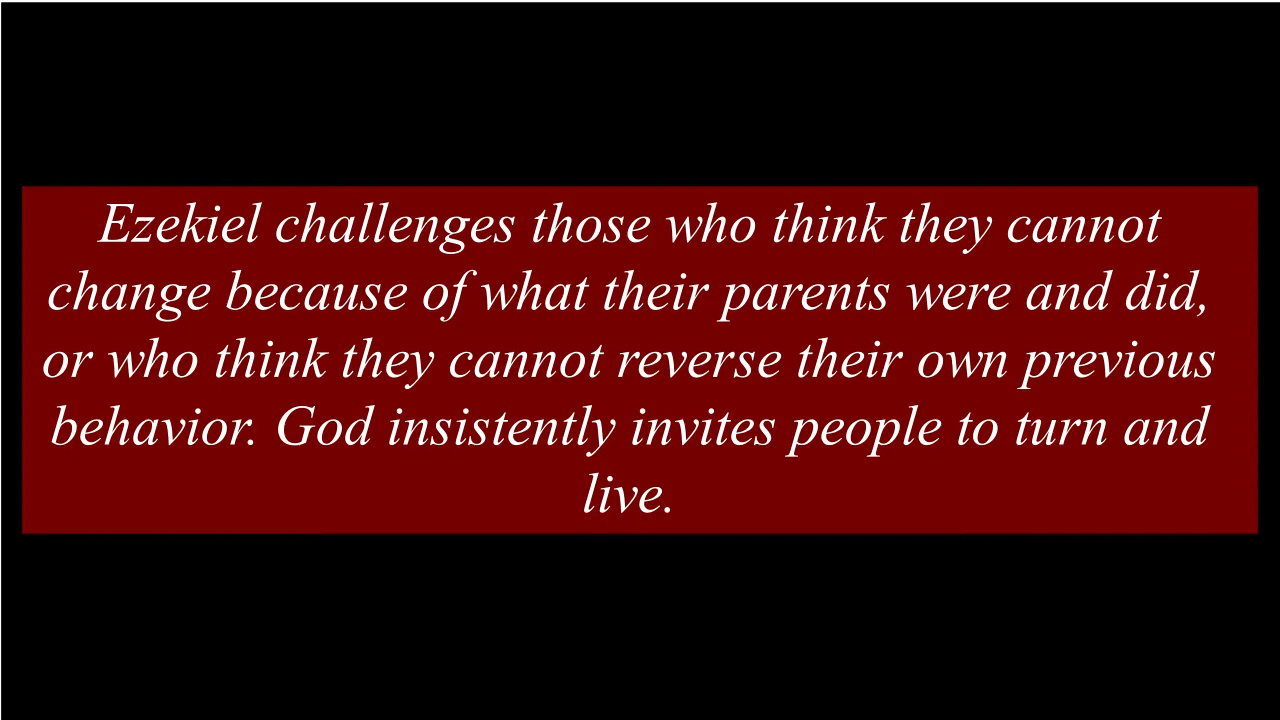 Ezekiel challenges those who think they cannot
change because of what their parents were and did,
or who think they cannot reverse their own previous
behavior. God insistently invites people to turn and
live.